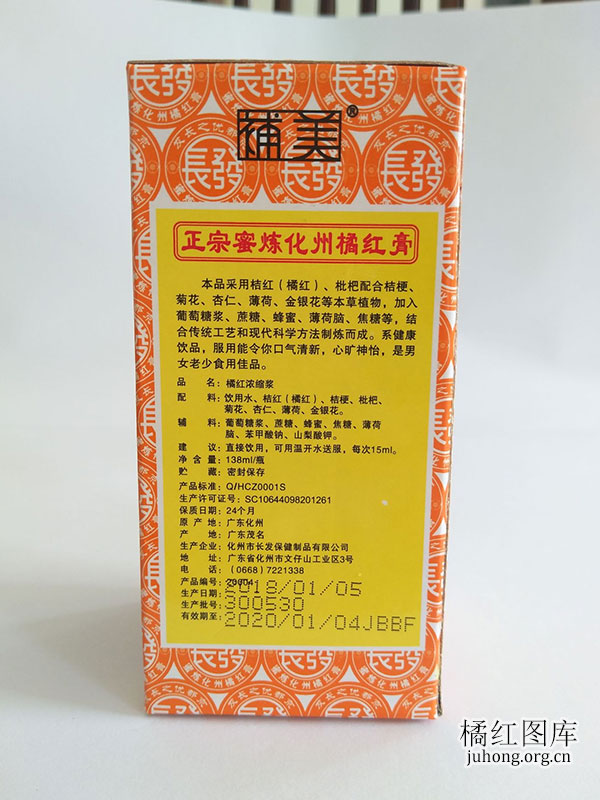 補美®
正宗蜜炼化州橘红膏
本品采用桔红（橘红）、枇杷配合桔梗、
菊花、杏仁、薄荷、金银花等本草植物，加入
葡萄糖浆、蔗糖、蜂蜜、薄荷脑、焦糖等，结
合传统工艺和现代科学方法制炼而成。系健康
饮品，服用能令你口气清新，心旷神怡，是男
女老少食用佳品。
品 名：橘红浓缩浆
配 料：饮用水、桔红（橘红）、桔梗、枇杷、
菊花、杏仁、薄荷、金银花。
辅 料：葡萄糖浆、蔗糖、蜂蜜、焦糖、薄荷
脑、苯甲酸钠、山梨酸钾。
建 议：直接饮用，可用温开水送服，每次15ml。
净 含 量：138ml/瓶
贮 藏：密封保存
产品标准：Q/HCZ0001S
生产许可证号：SC10644098201261
保质日期：24个月
原 产 地：广东化州
产 地：广东茂名
生产企业：化州市长发保健制品有限公司
地 址：广东省化州市文仔山工业区3号
电 话：(0668)7221338
产品编号：20004
生产日期：2018/01/05
生产批号：300530
有效期至：2020/01/04JBBF
長發
蜜炼化州橘红膏
橘红图库
juhong.org.cn